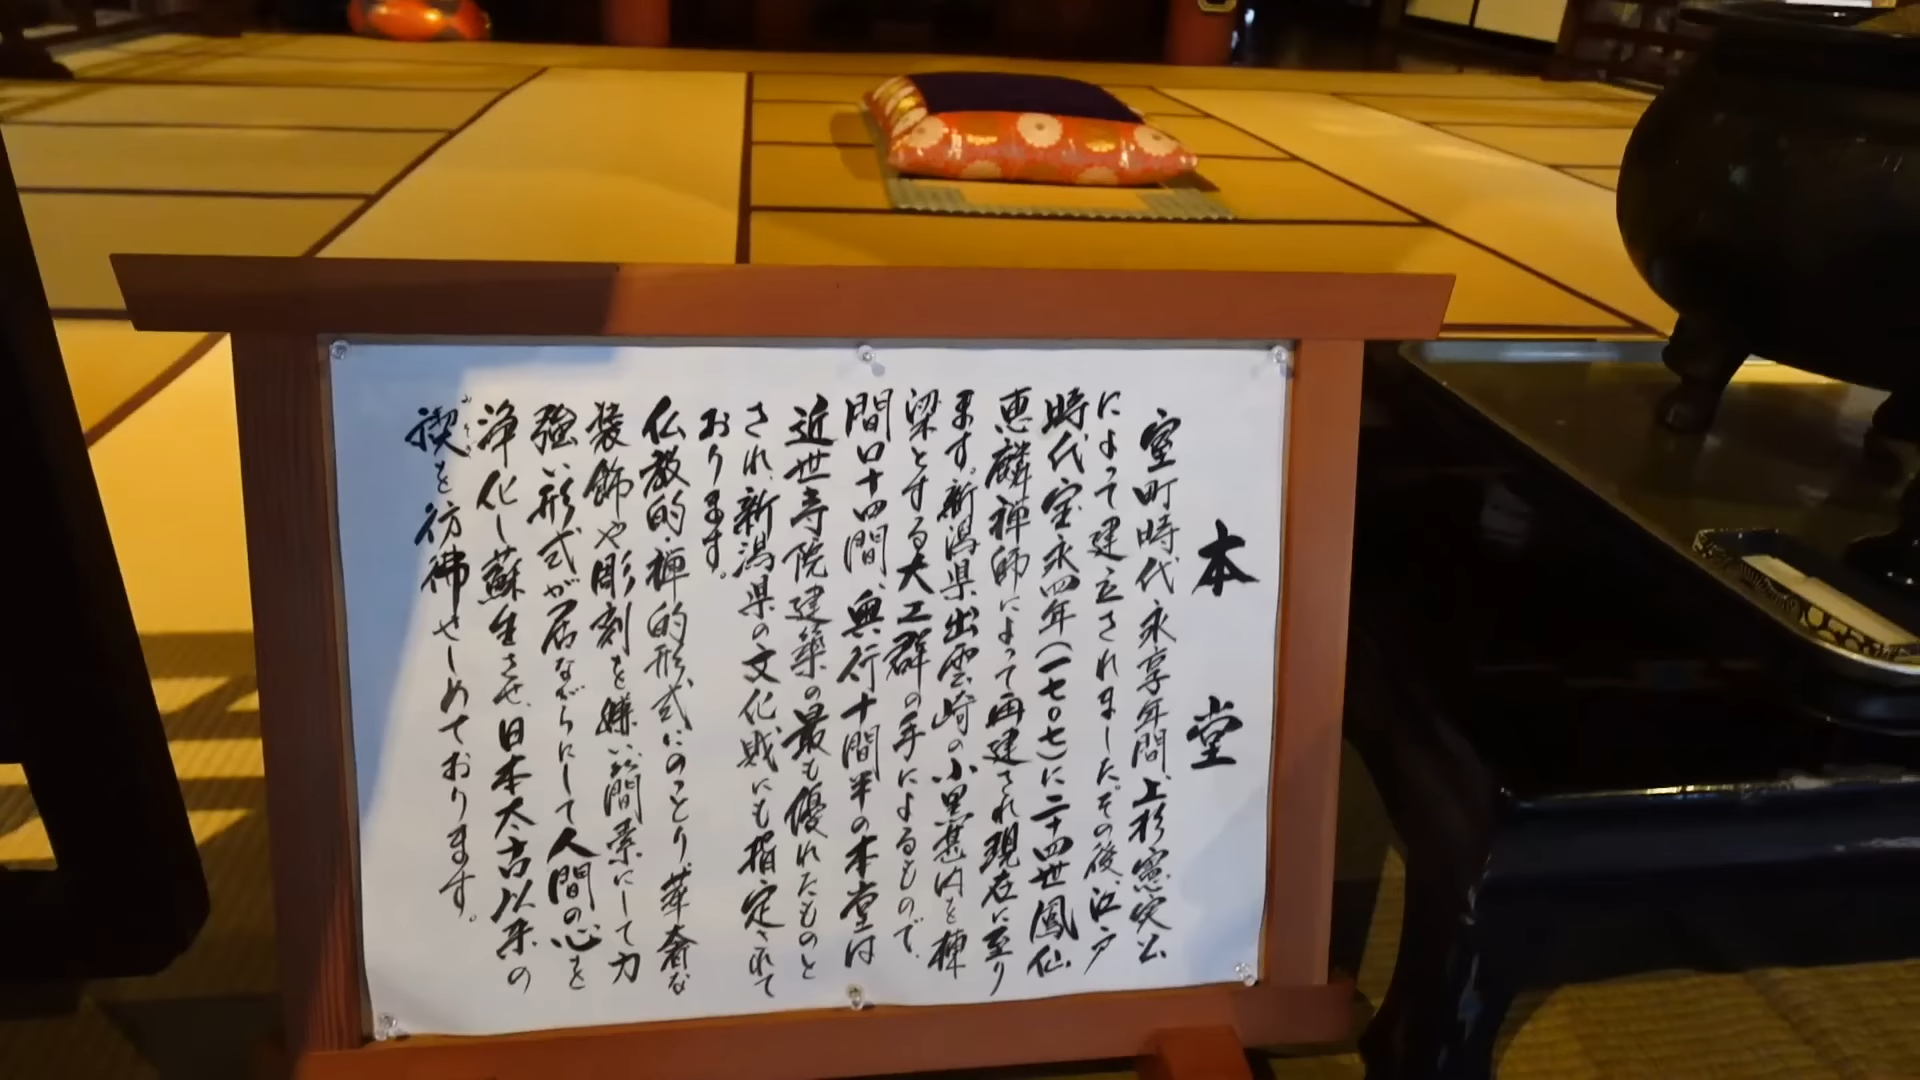 本堂
室町時代永享年間、上杉憲実公
によって建立されました。その後、江戸
時代宝永四年(一七〇七)に二十四世鳳仙
恵麟禅師によって再建され現在に至り
ます。新潟県出雲崎の小黒甚内を棟
梁とする大工群の手によるもので、
間口十四間、奥行十間半の本堂は
近世寺院建築の最も優れたものと
され、新潟県の文化財にも指定されて
おります。
仏教的・禅的形式にのっとり、華奢な
装飾や彫刻を嫌い、簡素にして力
強い形式が居ながらにして人間の心を
浄化し蘇生させ、日本太古以来の
禊を彷彿せしめております。
みそぎ